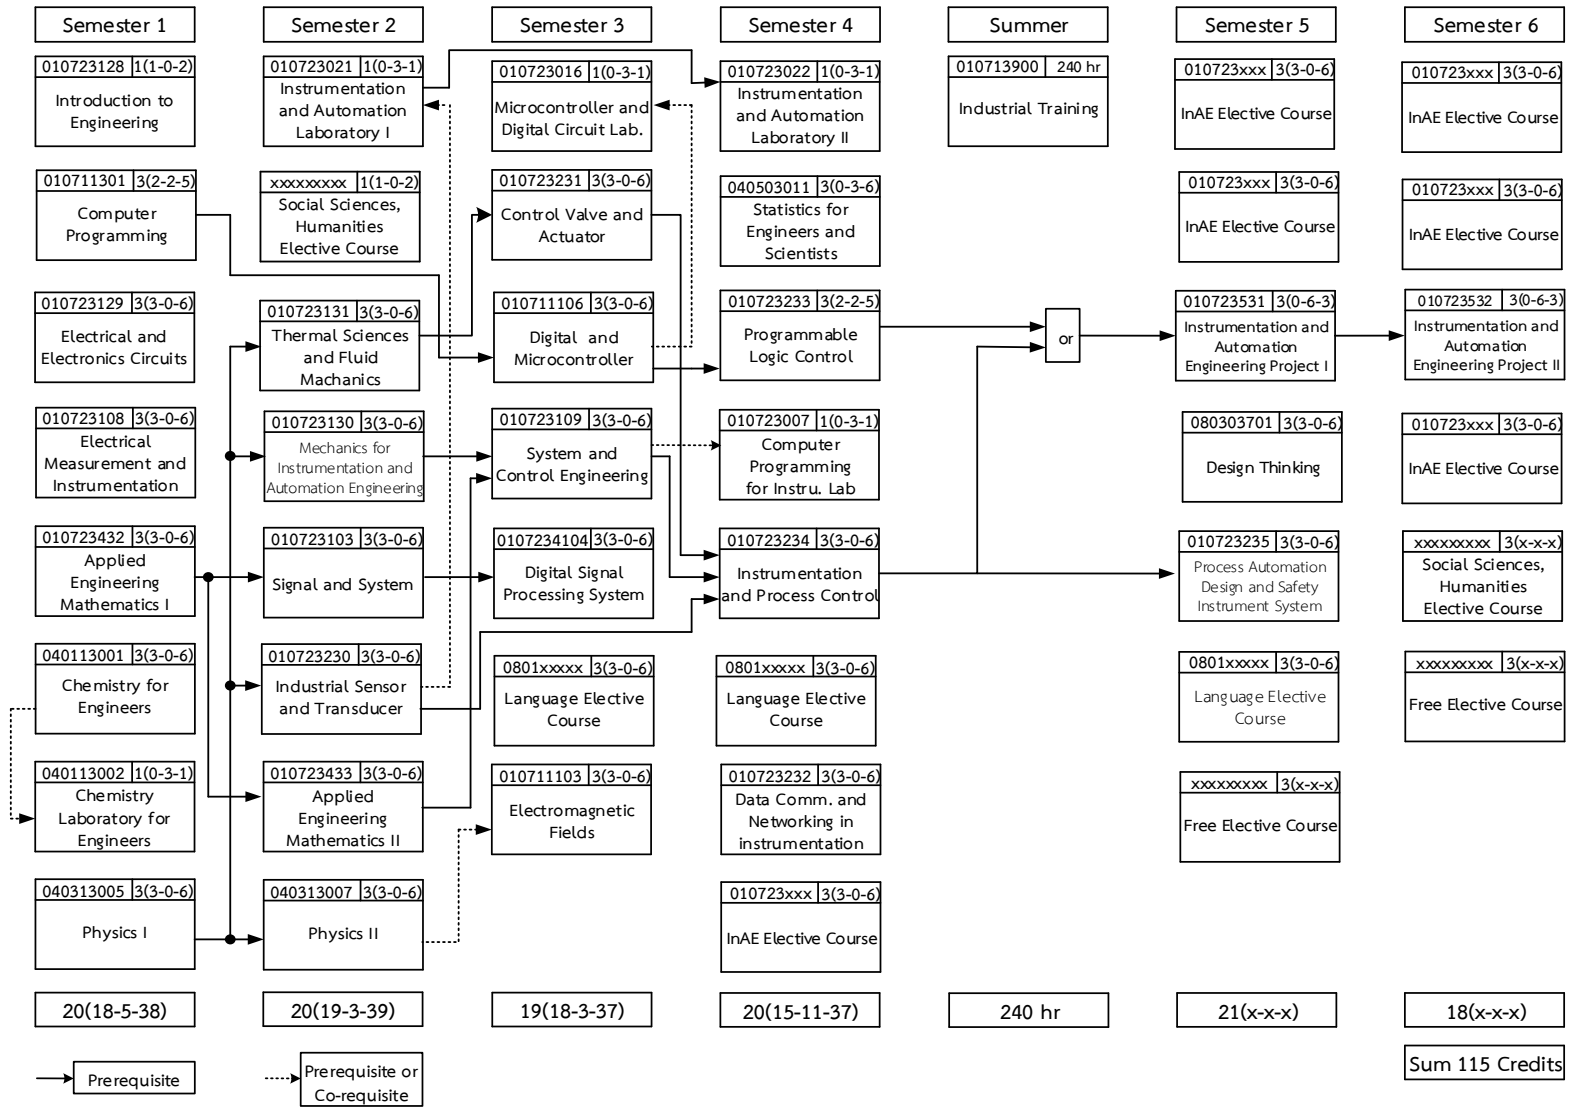 Semester 1
010723128 1(1-0-2)
Introduction to
Engineering
010711301 3(2-2-5)
Computer
Programming
010723129 3(3-0-6)
Electrical and
Electronics Circuits
010723108 3(3-0-6)
Electrical
Measurement and
Instrumentation
010723432 3(3-0-6)
Applied
Engineering
Mathematics I
040113001 3(3-0-6)
Chemistry for
Engineers
040113002 1(0-3-1)
Chemistry
Laboratory for
Engineers
040313005 3(3-0-6)
Physics I
20(18-5-38)
Semester 2
010723021 1(0-3-1)
Instrumentation
and Automation
Laboratory I
xxxxxxxxx 1(1-0-2)
Social Sciences,
Humanities
Elective Course
010723131 3(3-0-6)
Thermal Sciences
and Fluid
Machanics
010723130 3(3-0-6)
Mechanics for
Instrumentation and
Automation Engineering
010723103 3(3-0-6)
Signal and System
010723230 3(3-0-6)
Industrial Sensor
and Transducer
010723433 3(3-0-6)
Applied
Engineering
Mathematics II
040313007 3(3-0-6)
Physics II
20(19-3-39)
Semester 3
010723016 1(0-3-1)
Microcontroller and
Digital Circuit Lab.
010723231 3(3-0-6)
Control Valve and
Actuator
010711106 3(3-0-6)
Digital and
Microcontroller
010723109 3(3-0-6)
System and
Control Engineering
0107234104 3(3-0-6)
Digital Signal
Processing System
0801xxxxx 3(3-0-6)
Language Elective
Course
010711103 3(3-0-6)
Electromagnetic
Fields
19(18-3-37)
Semester 4
010723022 1(0-3-1)
Instrumentation
and Automation
Laboratory II
040503011 3(0-3-6)
Statistics for
Engineers and
Scientists
010723233 3(2-2-5)
Programmable
Logic Control
010723007 1(0-3-1)
Computer
Programming
for Instru. Lab
010723234 3(3-0-6)
Instrumentation
and Process Control
0801xxxxx 3(3-0-6)
Language Elective
Course
010723232 3(3-0-6)
Data Comm. and
Networking in
instrumentation
010723xxx 3(3-0-6)
InAE Elective Course
20(15-11-37)
Summer
010713900 240 hr
Industrial Training
or
240 hr
Semester 5
010723xxx 3(3-0-6)
InAE Elective Course
010723xxx 3(3-0-6)
InAE Elective Course
010723531 3(0-6-3)
Instrumentation and
Automation
Engineering Project I
080303701 3(3-0-6)
Design Thinking
010723235 3(3-0-6)
Process Automation
Design and Safety
Instrument System
0801xxxxx 3(3-0-6)
Language Elective
Course
xxxxxxxxx 3(x-x-x)
Free Elective Course
21(x-x-x)
Semester 6
010723xxx 3(3-0-6)
InAE Elective Course
010723xxx 3(3-0-6)
InAE Elective Course
010723532 3(0-6-3)
Instrumentation and
Automation
Engineering Project II
010723xxx 3(3-0-6)
InAE Elective Course
xxxxxxxxx 3(x-x-x)
Social Sciences,
Humanities
Elective Course
xxxxxxxxx 3(x-x-x)
Free Elective Course
18(x-x-x)
Sum 115 Credits
Prerequisite
Prerequisite or
Co-requisite